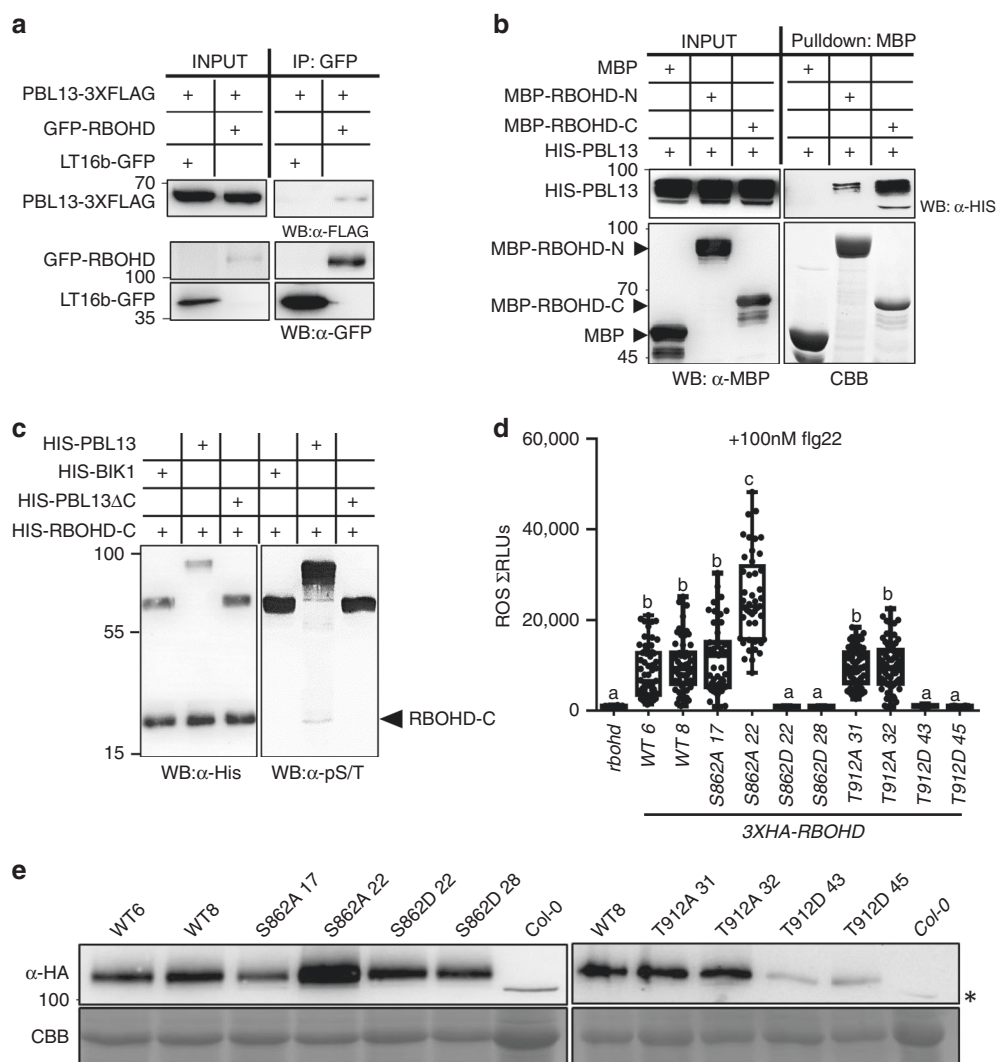 a
INPUT IP: GFP
PBL13-3XFLAG + + + +
GFP-RBOHD + +
LT16b-GFP + +
70
PBL13-3XFLAG
WB:α-FLAG
GFP-RBOHD
100
LT16b-GFP
35
WB:α-GFP
b
INPUT Pulldown: MBP
MBP + +
MBP-RBOHD-N + +
MBP-RBOHD-C + +
HIS-PBL13 + + + + + +
100
HIS-PBL13
WB: α-HIS
100
MBP-RBOHD-N
70
MBP-RBOHD-C
MBP
45
WB: α-MBP CBB
c
HIS-PBL13 + +
HIS-BIK1 + +
HIS-PBL13ΔC + +
HIS-RBOHD-C + + + + + +
100
55
RBOHD-C
15
WB:α-His WB:α-pS/T
d
+100nM flg22
60,000
40,000
20,000
0
ROS ΣRLUs
a b b b c a a b b a a
rbohd WT 6 WT 8 S862A 17 S862A 22 S862D 22 S862D 28 T912A 31 T912A 32 T912D 43 T912D 45
3XHA-RBOHD
e
WT6 WT8 S862A 17 S862A 22 S862D 22 S862D 28 Col-0 WT8 T912A 31 T912A 32 T912D 43 T912D 45 Col-0
α-HA
100
*
CBB